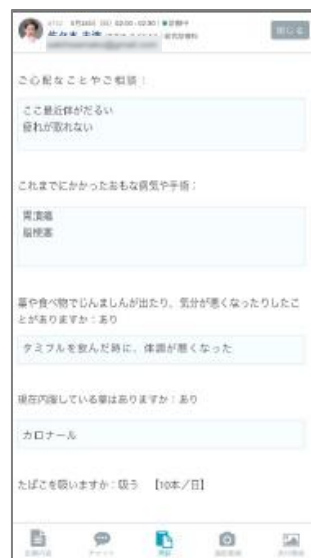 閉じる
ご心配なことやご相談：
ここ最近体がだるい
疲れが取れない
これまでにかかったおもな病気や手術：
胃潰瘍
脳梗塞
薬や食べ物でじんましんが出たり、気分が悪くなったりしたこ
とがありますか：あり
タミフルを飲んだ時に、体調が悪くなった
現在内服している薬はありますか：あり
カロナール
たばこを吸いますか：吸う 【10本／日】
チャット